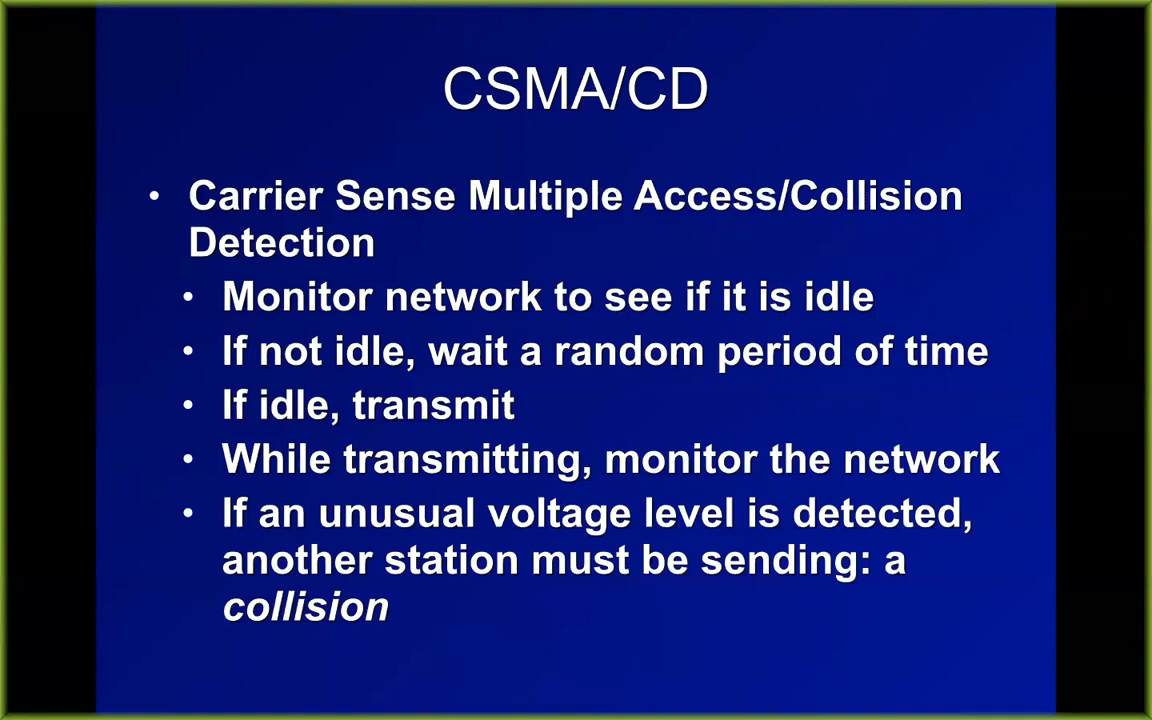 CSMA/CD
• Carrier Sense Multiple Access/Collision
Detection
• Monitor network to see if it is idle
• If not idle, wait a random period of time
• If idle, transmit
• While transmitting, monitor the network
• If an unusual voltage level is detected,
another station must be sending: a
collision